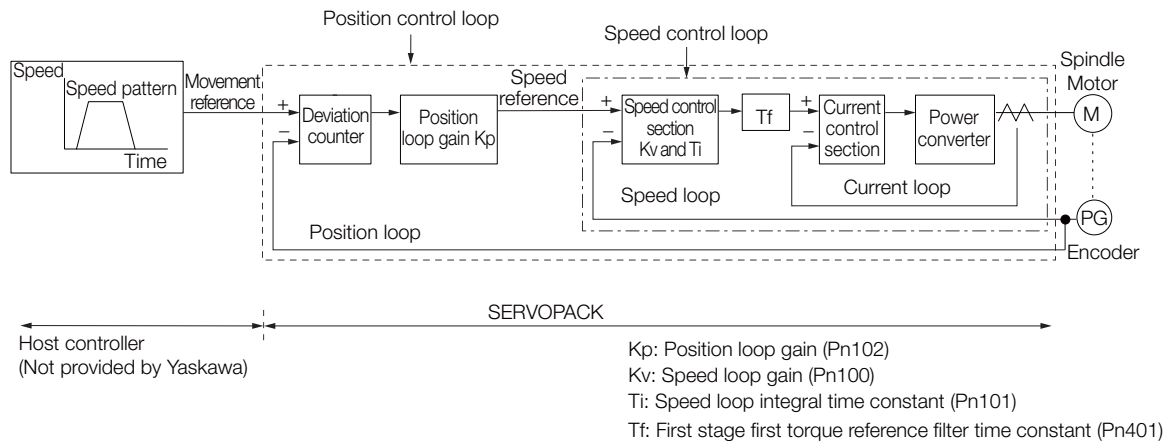 Position control loop
Speed control loop
Speed
Speed pattern
Time
Movement
reference
+
−
Deviation
counter
Position
loop gain Kp
Speed
reference
+
−
Speed control
section
Kv and Ti
Tf
+
−
Current
control
section
Power
converter
Spindle
Motor
M
Speed loop
Current loop
Position loop
PG
Encoder
SERVOPACK
Host controller
(Not provided by Yaskawa)
Kp: Position loop gain (Pn102)
Kv: Speed loop gain (Pn100)
Ti: Speed loop integral time constant (Pn101)
Tf: First stage first torque reference filter time constant (Pn401)